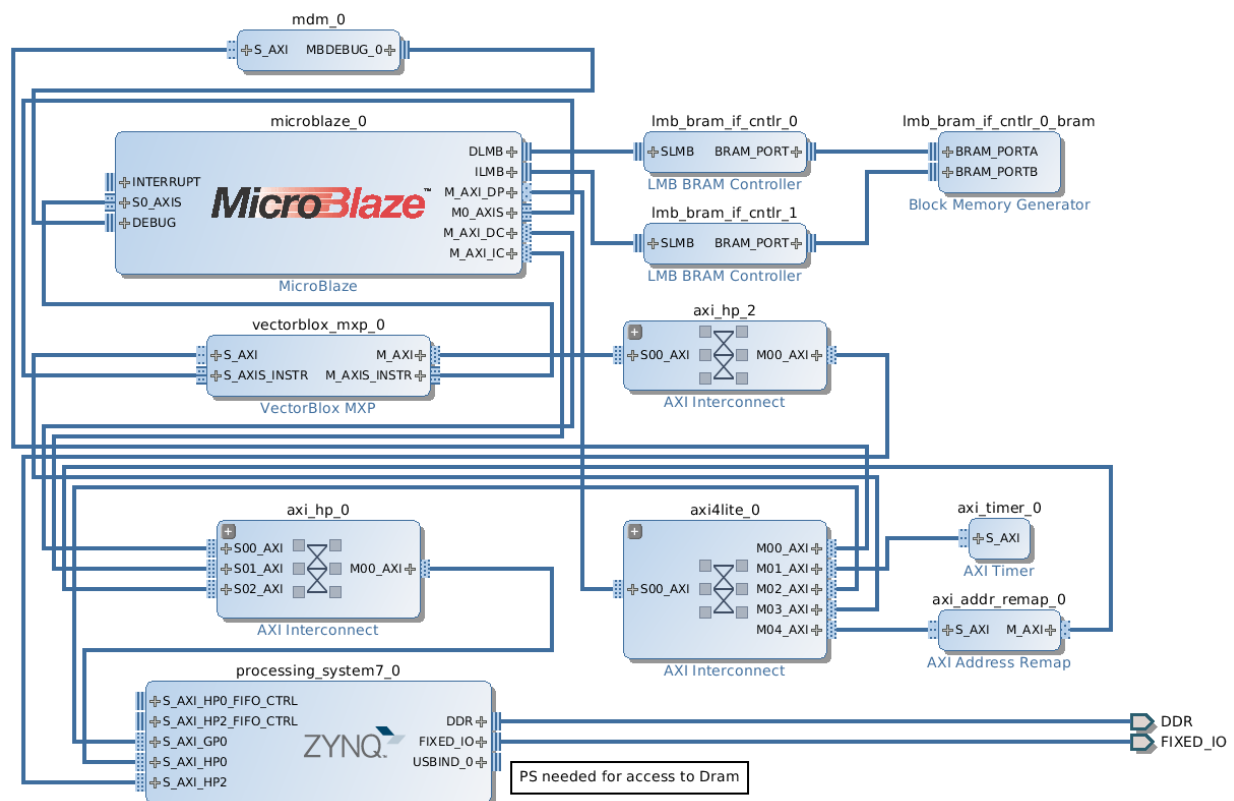 mdm_0
S_AXI MBDEBUG_0
microblaze_0
INTERRUPT
S0_AXIS
DEBUG
MicroBlaze™
DLMB
ILMB
M_AXI_DP
M0_AXIS
M_AXI_DC
M_AXI_IC
MicroBlaze
lmb_bram_if_cntlr_0
SLMB BRAM_PORT
LMB BRAM Controller
lmb_bram_if_cntlr_0_bram
BRAM_PORTA
BRAM_PORTB
Block Memory Generator
lmb_bram_if_cntlr_1
SLMB BRAM_PORT
LMB BRAM Controller
vectorblox_mxp_0
S_AXI M_AXI
S_AXIS_INSTR M_AXIS_INSTR
VectorBlox MXP
axi_hp_2
S00_AXI M00_AXI
AXI Interconnect
axi_hp_0
S00_AXI
S01_AXI M00_AXI
S02_AXI
AXI Interconnect
axi4lite_0
S00_AXI
M00_AXI
M01_AXI
M02_AXI
M03_AXI
M04_AXI
AXI Interconnect
axi_timer_0
S_AXI
AXI Timer
axi_addr_remap_0
S_AXI M_AXI
AXI Address Remap
processing_system7_0
S_AXI_HP0_FIFO_CTRL
S_AXI_HP2_FIFO_CTRL
S_AXI_GP0
S_AXI_HP0
S_AXI_HP2
ZYNQ
DDR
FIXED_IO
USBIND_0
PS needed for access to Dram
DDR
FIXED_IO